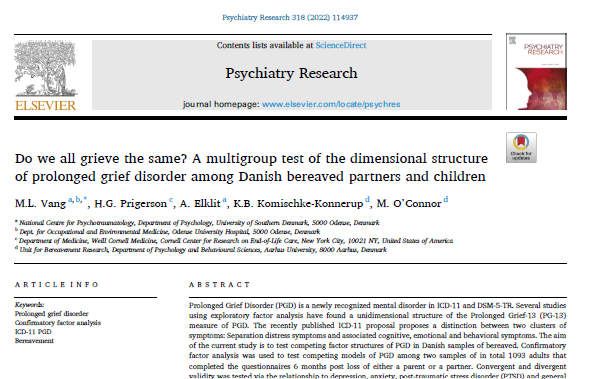 Psychiatry Research 318 (2022) 114937
Contents lists available at ScienceDirect
Psychiatry Research
journal homepage: www.elsevier.com/locate/psychres
ELSEVIER
PSYCHIATRY
RESEARCH
Check for
updates
Do we all grieve the same? A multigroup test of the dimensional structure
of prolonged grief disorder among Danish bereaved partners and children
M.L. Vang a,b,*, H.G. Prigerson c, A. Elklit a, K.B. Komischke-Konnerup d, M. O'Connor d
a National Centre for Psychotraumatology, Department of Psychology, University of Southern Denmark, 5000 Odense, Denmark
b Dept. for Occupational and Environmental Medicine, Odense University Hospital, 5000 Odense, Denmark
c Department of Medicine, Weill Cornell Medicine, Cornell Center for Research on End-of-Life Care, New York City, 10021 NY, United States of America
d Unit for Bereavement Research, Department of Psychology and Behavioural Sciences, Aarhus University, 8000 Aarhus, Denmark
ARTICLE INFO
Keywords:
Prolonged grief disorder
Confirmatory factor analysis
ICD-11 PGD
Bereavement
ABSTRACT
Prolonged Grief Disorder (PGD) is a newly recognized mental disorder in ICD-11 and DSM-5-TR. Several studies
using exploratory factor analysis have found a unidimensional structure of the Prolonged Grief-13 (PG-13)
measure of PGD. The recently published ICD-11 proposal proposes a distinction between two clusters of
symptoms: Separation distress symptoms and associated cognitive, emotional and behavioral symptoms. The aim
of the current study is to test competing factor structures of PGD in Danish samples of bereaved. Confirmatory
factor analysis was used to test competing models of PGD among two samples of in total 1093 adults that
completed the questionnaires 6 months post loss of either a parent or a partner. Convergent and divergent
validity was tested via the relationship to depression, anxiety, post-traumatic stress disorder (PTSD) and general